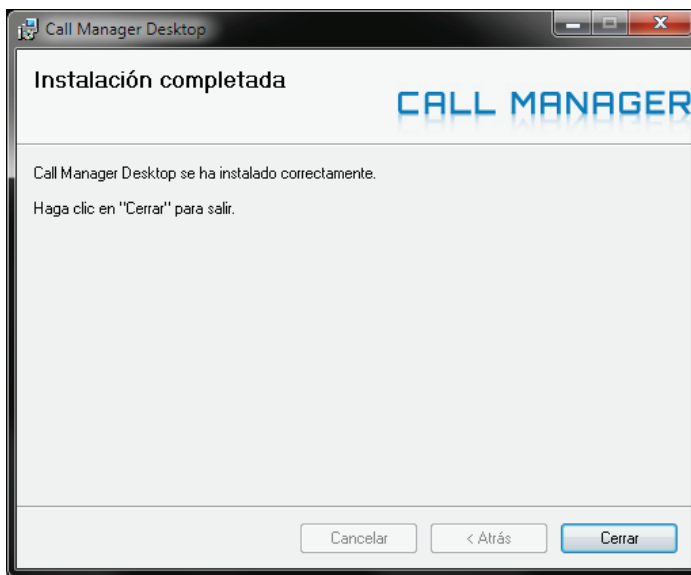 Call Manager Desktop
Instalación completada
CALL MANAGER
Call Manager Desktop se ha instalado correctamente.
Haga clic en "Cerrar" para salir.
Cancelar
< Atrás
Cerrar